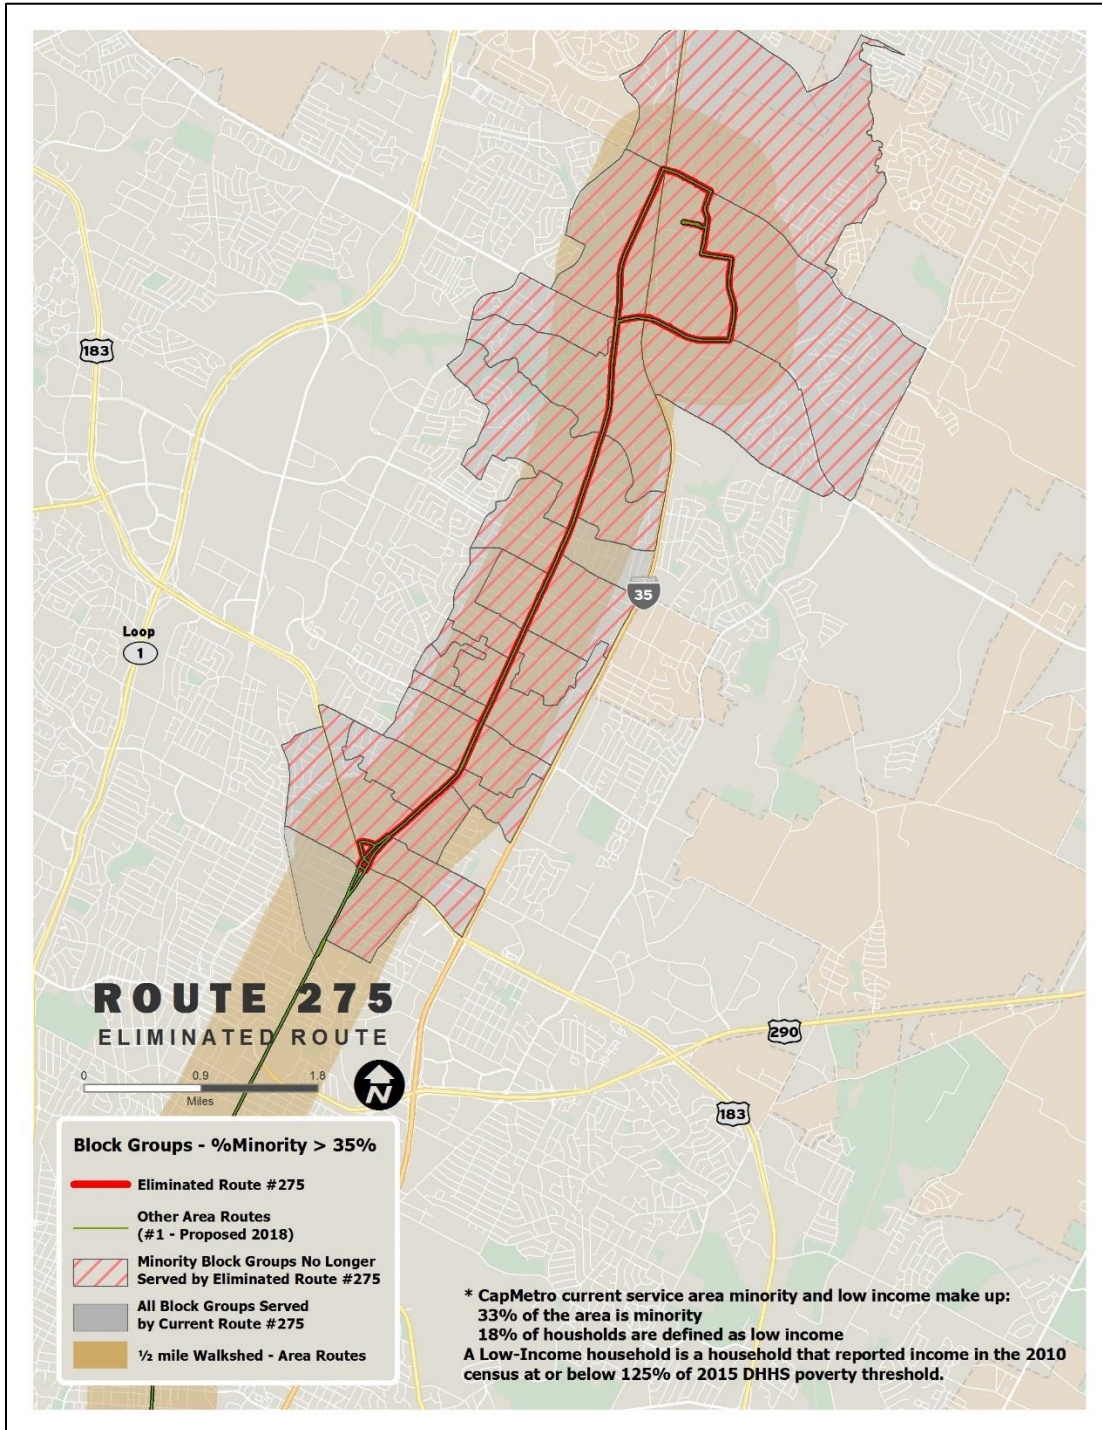 183
35
Loop
1
ROUTE 275
ELIMINATED ROUTE
290
0 0.9 1.8
Miles
N
183
Block Groups - %Minority > 35%
Eliminated Route #275
Other Area Routes
(#1 - Proposed 2018)
Minority Block Groups No Longer
Served by Eliminated Route #275
All Block Groups Served
by Current Route #275
½ mile Walkshed - Area Routes
* CapMetro current service area minority and low income make up:
33% of the area is minority
18% of housholds are defined as low income
A Low-Income household is a household that reported income in the 2010
census at or below 125% of 2015 DHHS poverty threshold.